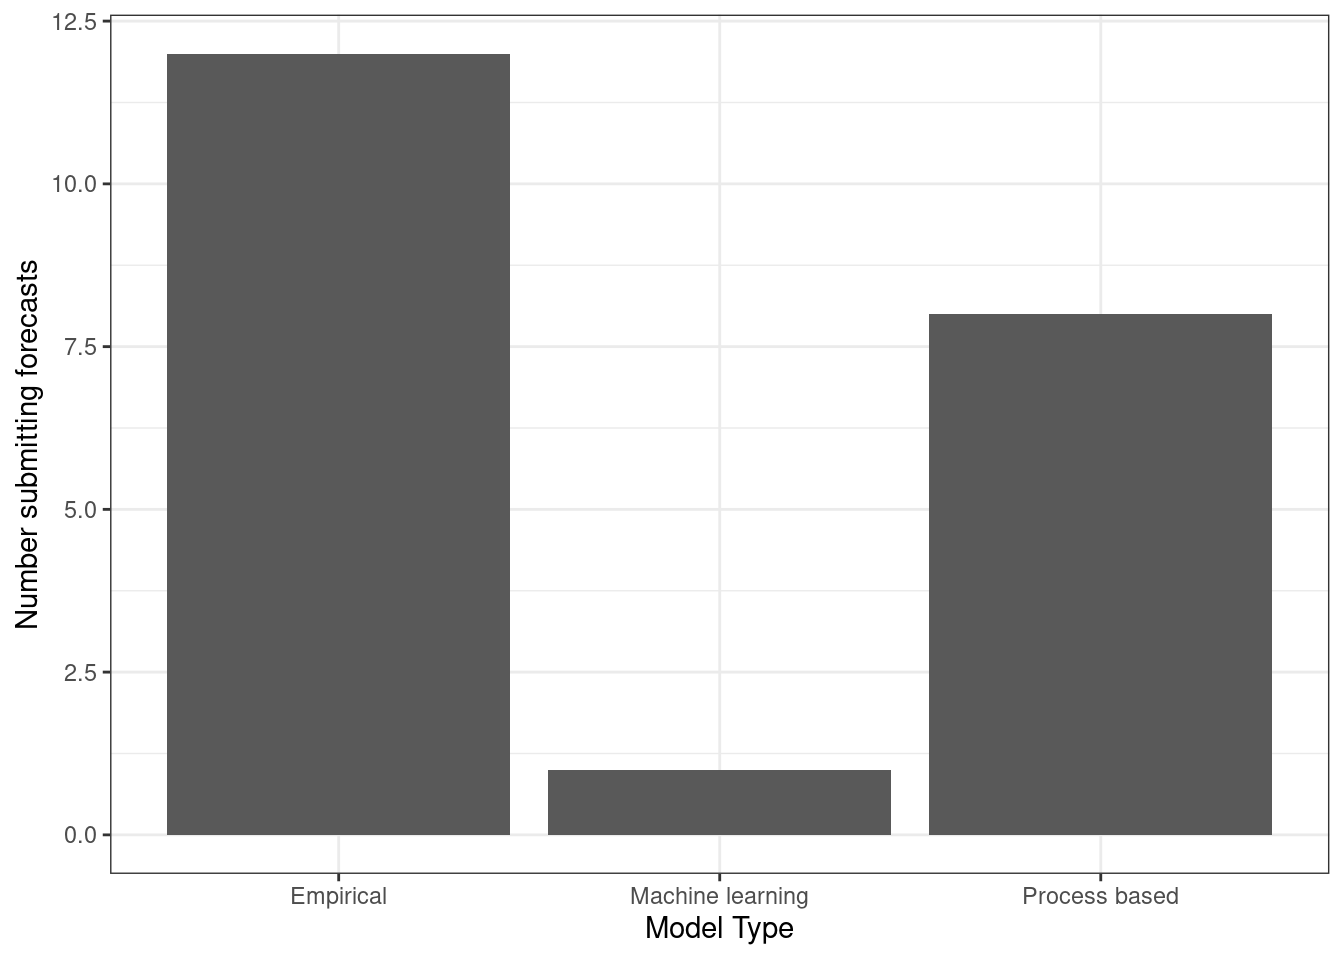 12.5
10.0
7.5
5.0
2.5
0.0
Number submitting forecasts
Empirical
Machine learning
Process based
Model Type